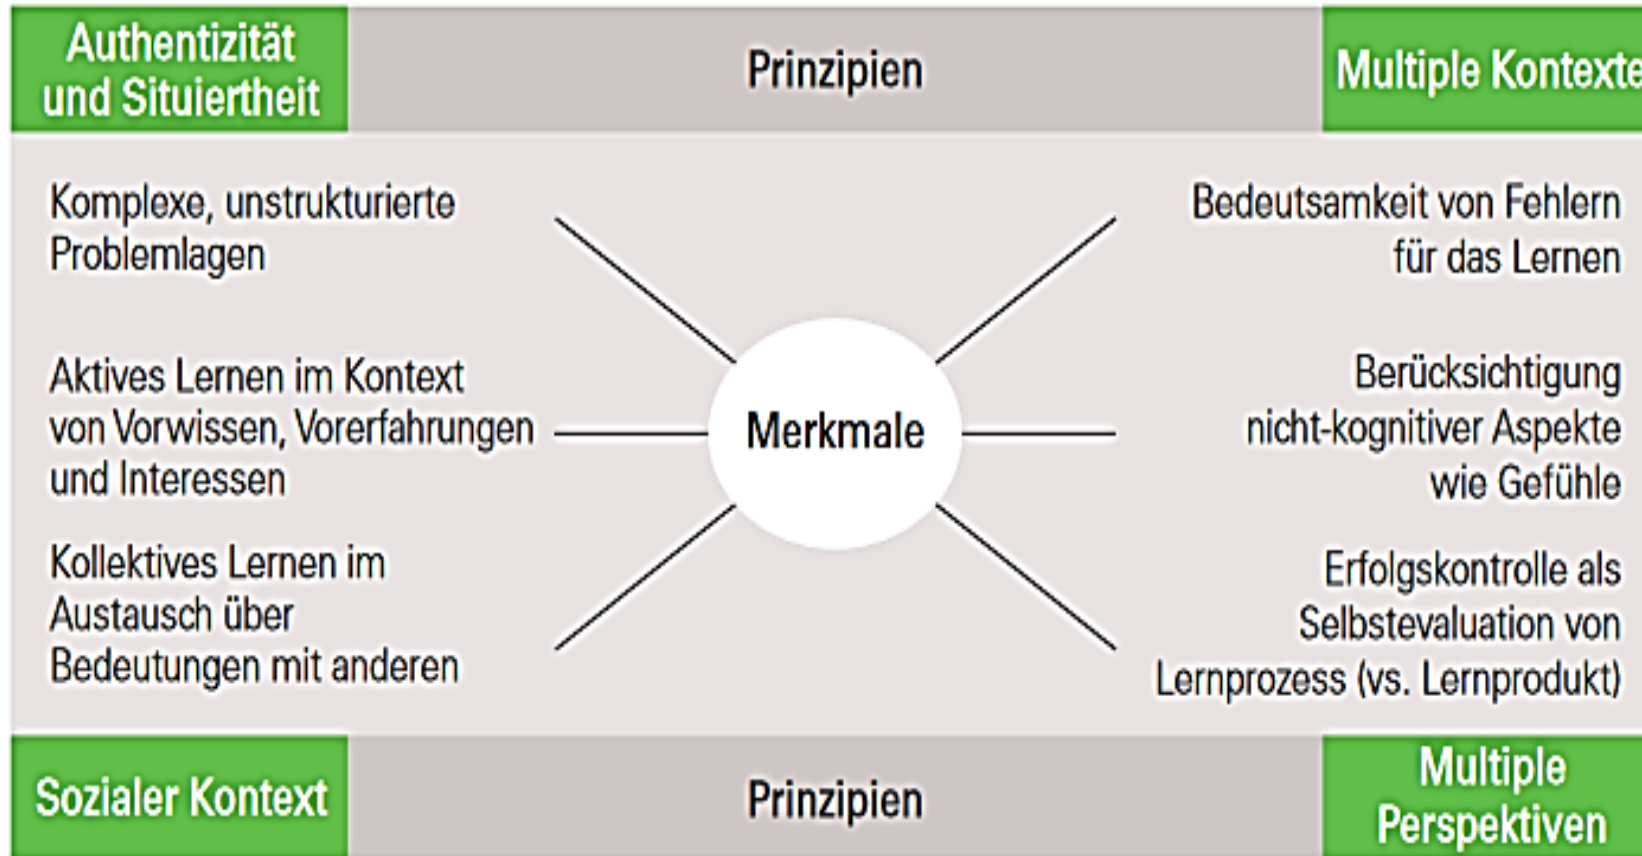 Authentizität
und Situiertheit
Prinzipien
Multiple Kontexte
Komplexe, unstrukturierte
Problemlagen
Bedeutsamkeit von Fehlern
für das Lernen
Aktives Lernen im Kontext
von Vorwissen, Vorerfahrungen
und Interessen
Merkmale
Berücksichtigung
nicht-kognitiver Aspekte
wie Gefühle
Kollektives Lernen im
Austausch über
Bedeutungen mit anderen
Erfolgskontrolle als
Selbstevaluation von
Lernprozess (vs. Lernprodukt)
Sozialer Kontext
Prinzipien
Multiple
Perspektiven